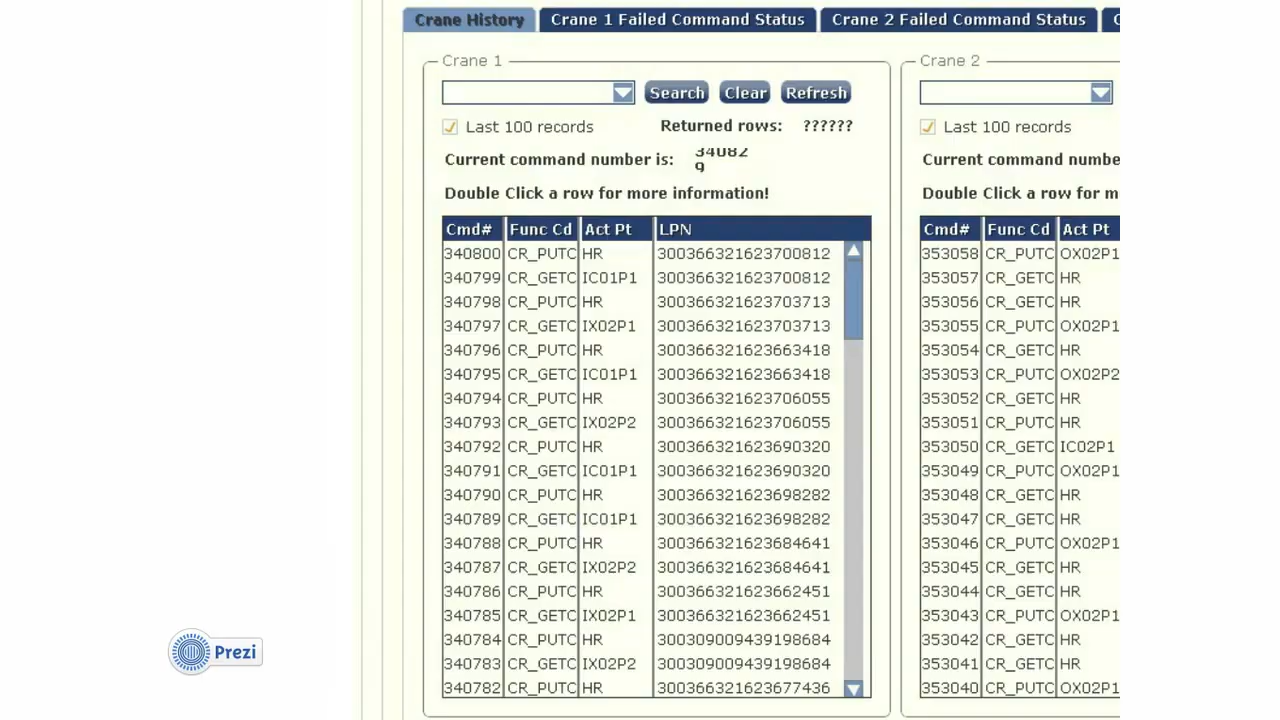 Crane History Crane 1 Failed Command Status Crane 2 Failed Command Status
Crane 1
Search Clear Refresh
Last 100 records Returned rows: ??????
Current command number is: 34082
9
Double Click a row for more information!
Cmd# Func Cd Act Pt LPN
340800 CR_PUTC HR 300366321623700812
340799 CR_GETC IC01P1 300366321623700812
340798 CR_PUTC HR 300366321623703713
340797 CR_GETC IX02P1 300366321623703713
340796 CR_PUTC HR 300366321623663418
340795 CR_GETC IC01P1 300366321623663418
340794 CR_PUTC HR 300366321623706055
340793 CR_GETC IX02P2 300366321623706055
340792 CR_PUTC HR 300366321623690320
340791 CR_GETC IC01P1 300366321623690320
340790 CR_PUTC HR 300366321623698282
340789 CR_GETC IC01P1 300366321623698282
340788 CR_PUTC HR 300366321623684641
340787 CR_GETC IX02P2 300366321623684641
340786 CR_PUTC HR 300366321623662451
340785 CR_GETC IX02P1 300366321623662451
340784 CR_PUTC HR 300309009439198684
340783 CR_GETC IX02P2 300309009439198684
340782 CR_PUTC HR 300366321623677436
Crane 2
Last 100 records
Current command numbe
Double Click a row for m
Cmd# Func Cd Act Pt
353058 CR_PUTC OX02P1
353057 CR_GETC HR
353056 CR_GETC HR
353055 CR_PUTC OX02P1
353054 CR_GETC HR
353053 CR_PUTC OX02P2
353052 CR_GETC HR
353051 CR_PUTC HR
353050 CR_GETC IC02P1
353049 CR_PUTC OX02P1
353048 CR_GETC HR
353047 CR_GETC HR
353046 CR_PUTC OX02P1
353045 CR_GETC HR
353044 CR_GETC HR
353043 CR_PUTC OX02P1
353042 CR_GETC HR
353041 CR_GETC HR
353040 CR_PUTC OX02P1
Prezi